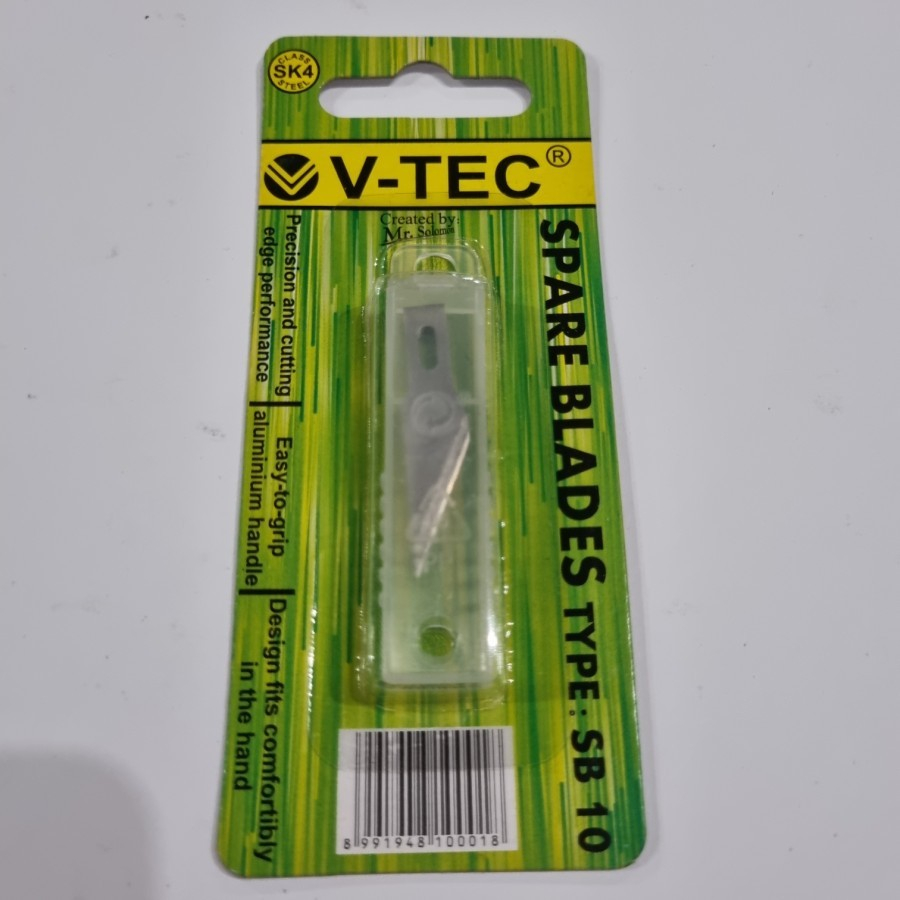 CLASS
SK4
STEEL
V-TEC®
Created by:
Mr. Solomon
Precision and cutting
edge performance
Easy-to-grip
aluminium handle
Design fits comfortibly
in the hand
SPARE BLADES TYPE: SB 10
8 991948 100018